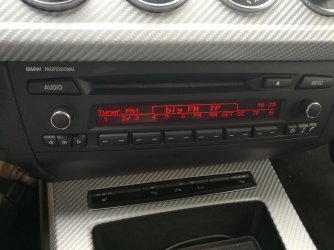 BMW PROFESSIONAL
AUDIO
MENU
Tuner FM1 big FM TP 16:25
1 2/ 3 4 5 6 FM AM SET SC TP